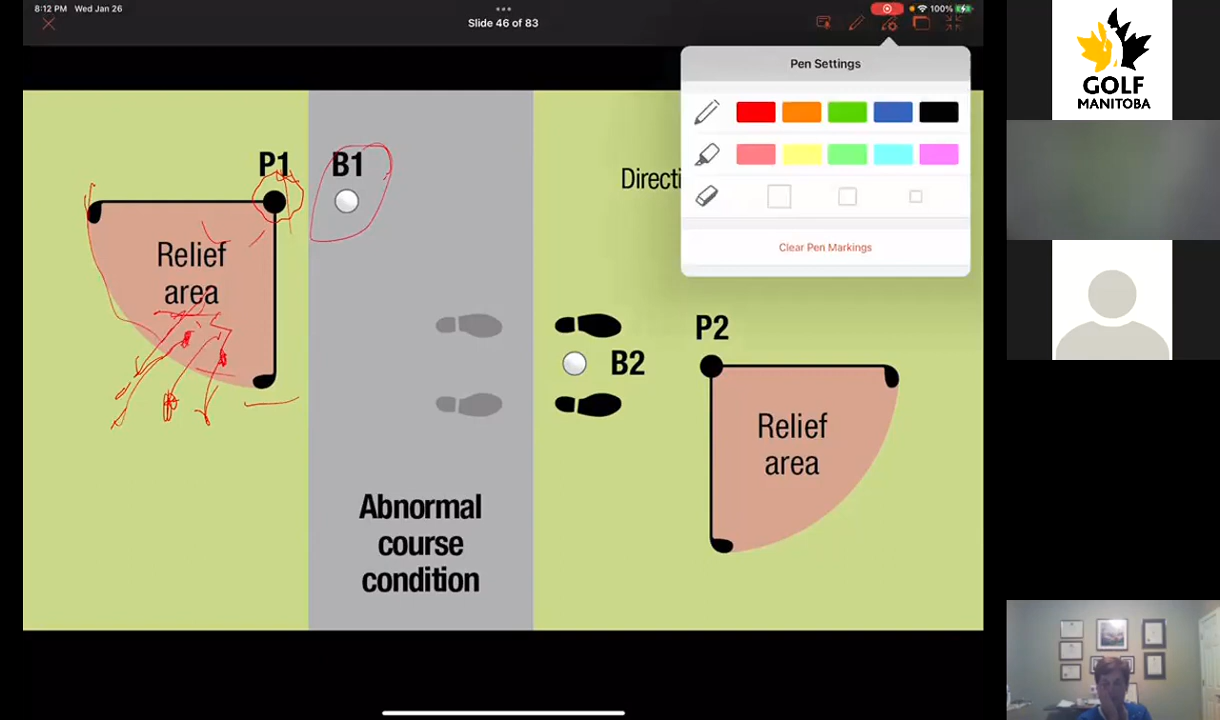 8:12 PM Wed Jan 26
100%
Slide 46 of 83
Pen Settings
Clear Pen Markings
P1
B1
Relief
area
Directi
P2
B2
Relief
area
Abnormal
course
condition
GOLF
MANITOBA